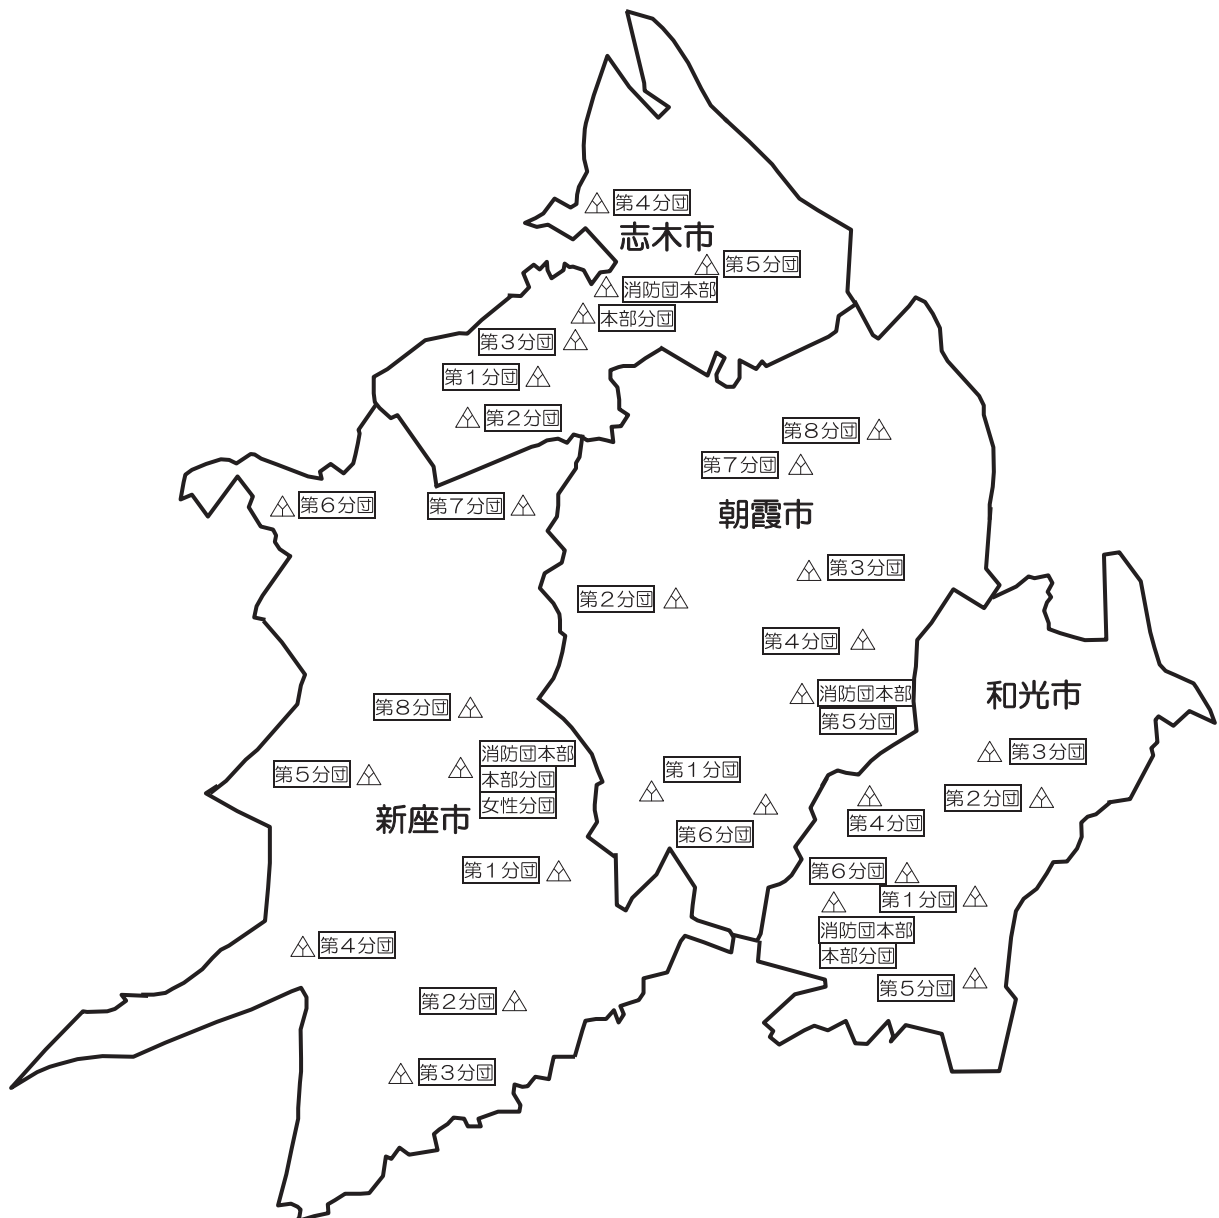 第４分団
志木市
第５分団
消防団本部
本部分団
第３分団
第１分団
第２分団
第８分団
第７分団
第６分団
第７分団
朝霞市
第３分団
第２分団
第４分団
消防団本部
第５分団
和光市
第８分団
消防団本部
第５分団
本部分団
女性分団
新座市
第１分団
第６分団
第３分団
第２分団
第４分団
第１分団
第６分団
第１分団
消防団本部
本部分団
第４分団
第５分団
第２分団
第３分団